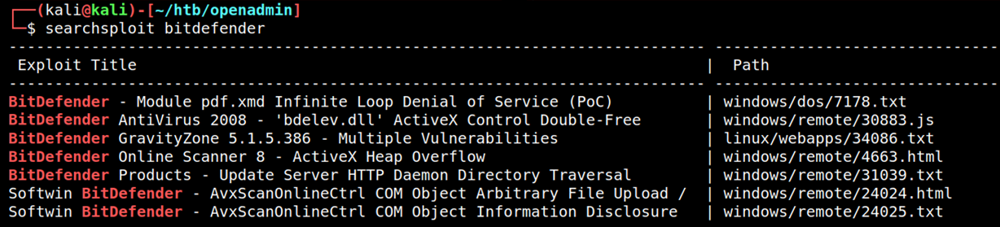 ┌──(kali@kali)-[~/htb/openadmin]
└─$ searchsploit bitdefender
Exploit Title | Path
BitDefender - Module pdf.xmd Infinite Loop Denial of Service (PoC) | windows/dos/7178.txt
BitDefender AntiVirus 2008 - 'bdelev.dll' ActiveX Control Double-Free | windows/remote/30883.js
BitDefender GravityZone 5.1.5.386 - Multiple Vulnerabilities | linux/webapps/34086.txt
BitDefender Online Scanner 8 - ActiveX Heap Overflow | windows/remote/4663.html
BitDefender Products - Update Server HTTP Daemon Directory Traversal | windows/remote/31039.txt
Softwin BitDefender - AvxScanOnlineCtrl COM Object Arbitrary File Upload / | windows/remote/24024.html
Softwin BitDefender - AvxScanOnlineCtrl COM Object Information Disclosure | windows/remote/24025.txt